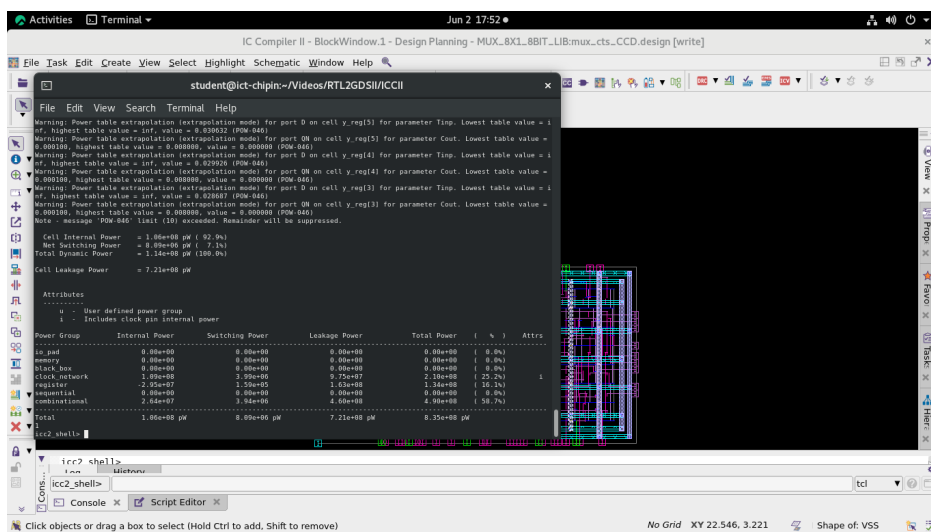 Activities
Terminal
Jun 2 17:52
IC Compiler II - BlockWindow.1 - Design Planning - MUX_8X1_8BIT_LIB:mux_cts_CCD.design [write]
File Task Edit Create View Select Highlight Schematic Window Help
student@ict-chipin:~/Videos/RTL2GDSII/ICCII
File Edit View Search Terminal Help
Warning: Power table extrapolation (extrapolation mode) for port D on cell y_reg[5] for parameter Tinp. Lowest table value = i
nf, highest table value = inf, value = 0.030632 (POW-046)
Warning: Power table extrapolation (extrapolation mode) for port QN on cell y_reg[5] for parameter Cout. Lowest table value =
0.000100, highest table value = 0.008000, value = 0.000000 (POW-046)
Warning: Power table extrapolation (extrapolation mode) for port D on cell y_reg[4] for parameter Tinp. Lowest table value = i
nf, highest table value = inf, value = 0.029926 (POW-046)
Warning: Power table extrapolation (extrapolation mode) for port QN on cell y_reg[4] for parameter Cout. Lowest table value =
0.000100, highest table value = 0.008000, value = 0.000000 (POW-046)
Warning: Power table extrapolation (extrapolation mode) for port D on cell y_reg[3] for parameter Tinp. Lowest table value = i
nf, highest table value = inf, value = 0.028687 (POW-046)
Warning: Power table extrapolation (extrapolation mode) for port QN on cell y_reg[3] for parameter Cout. Lowest table value =
0.000100, highest table value = 0.008000, value = 0.000000 (POW-046)
Note - message 'POW-046' limit (10) exceeded. Remainder will be suppressed.
Cell Internal Power = 1.06e+08 pW ( 92.9%)
Net Switching Power = 8.09e+06 pW ( 7.1%)
Total Dynamic Power = 1.14e+08 pW (100.0%)
Cell Leakage Power = 7.21e+08 pW
Attributes
----------
u - User defined power group
i - Includes clock pin internal power
Power Group Internal Power Switching Power Leakage Power Total Power ( % ) Attrs
io_pad 0.00e+00 0.00e+00 0.00e+00 0.00e+00 ( 0.0%)
memory 0.00e+00 0.00e+00 0.00e+00 0.00e+00 ( 0.0%)
black_box 0.00e+00 0.00e+00 0.00e+00 0.00e+00 ( 0.0%)
clock_network 1.09e+08 3.99e+06 9.75e+07 2.10e+08 ( 25.2%) i
register -2.95e+07 1.59e+05 1.63e+08 1.34e+08 ( 16.1%)
sequential 0.00e+00 0.00e+00 0.00e+00 0.00e+00 ( 0.0%)
combinational 2.64e+07 3.94e+06 4.60e+08 4.90e+08 ( 58.7%)
Total 1.06e+08 pW 8.09e+06 pW 7.21e+08 pW 8.35e+08 pW
1
icc2_shell>
View
Prop
Favo
Tasks
Hier
icc2_shell>
Log History
Cons...
icc2_shell>
tcl
Console
Script Editor
Click objects or drag a box to select (Hold Ctrl to add, Shift to remove)
No Grid XY 22.546, 3.221 Shape of: VSS